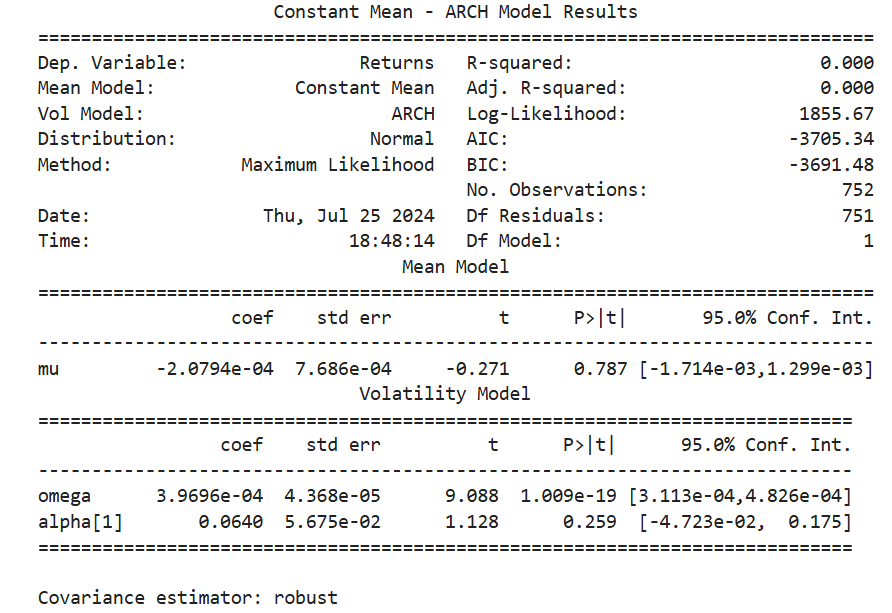 Constant Mean - ARCH Model Results
==============================================================================
Dep. Variable:                Returns   R-squared:                       0.000
Mean Model:             Constant Mean   Adj. R-squared:                  0.000
Vol Model:                       ARCH   Log-Likelihood:                1855.67
Distribution:                  Normal   AIC:                          -3705.34
Method:            Maximum Likelihood   BIC:                          -3691.48
No. Observations:                  752
Date:                Thu, Jul 25 2024   Df Residuals:                      751
Time:                        18:48:14   Df Model:                            1
Mean Model
==============================================================================
coef    std err          t      P>|t|       95.0% Conf. Int.
------------------------------------------------------------------------------
mu         -2.0794e-04  7.686e-04     -0.271      0.787 [-1.714e-03,1.299e-03]
Volatility Model
============================================================================
coef    std err          t      P>|t|      95.0% Conf. Int.
----------------------------------------------------------------------------
omega      3.9696e-04  4.368e-05      9.088  1.009e-19 [3.113e-04,4.826e-04]
alpha[1]       0.0640  5.675e-02      1.128      0.259  [-4.723e-02,  0.175]
============================================================================
Covariance estimator: robust